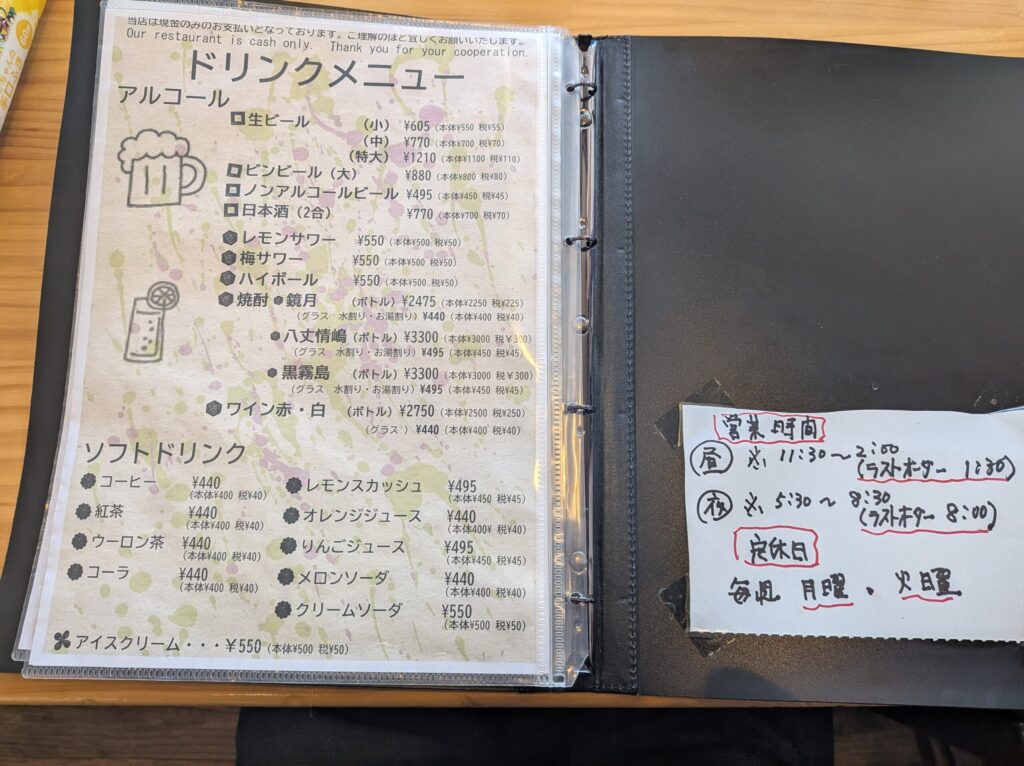 当店は現金のみのお支払いとなっております。ご理解のほど宜しくお願いいたします。
Our restaurant is cash only. Thank you for your cooperation.
ドリンクメニュー
アルコール
生ビール (小) ¥605 (本体¥550 税¥55)
(中) ¥770 (本体¥700 税¥70)
(特大) ¥1210 (本体¥1100 税¥110)
ビンビール (大) ¥880 (本体¥800 税¥80)
ノンアルコールビール ¥495 (本体¥450 税¥45)
日本酒 (2合) ¥770 (本体¥700 税¥70)
レモンサワー ¥550 (本体¥500 税¥50)
梅サワー ¥550 (本体¥500 税¥50)
ハイボール ¥550 (本体¥500 税¥50)
焼酎 ● 鏡月 (ボトル) ¥2475 (本体¥2250 税¥225)
(グラス 水割り・お湯割り) ¥440 (本体¥400 税¥40)
● 八丈情嶋 (ボトル) ¥3300 (本体¥3000 税¥300)
(グラス 水割り・お湯割り) ¥495 (本体¥450 税¥45)
● 黒霧島 (ボトル) ¥3300 (本体¥3000 税¥300)
(グラス 水割り・お湯割り) ¥495 (本体¥450 税¥45)
ワイン赤・白 (ボトル) ¥2750 (本体¥2500 税¥250)
(グラス ) ¥440 (本体¥400 税¥40)
ソフトドリンク
コーヒー ¥440
(本体¥400 税¥40)
紅茶 ¥440
(本体¥400 税¥40)
ウーロン茶 ¥440
(本体¥400 税¥40)
コーラ ¥440
(本体¥400 税¥40)
レモンスカッシュ ¥495
(本体¥450 税¥45)
オレンジジュース ¥440
(本体¥400 税¥40)
りんごジュース ¥495
(本体¥450 税¥45)
メロンソーダ ¥440
(本体¥400 税¥40)
クリームソーダ ¥550
(本体¥500 税¥50)
アイスクリーム・・・¥550 (本体¥500 税¥50)
営業時間
昼 ※ 11:30〜2:00
(ラストオーダー 1:30)
夜 ※ 5:30〜8:30
(ラストオーダー 8:00)
定休日
毎週 月曜、火曜